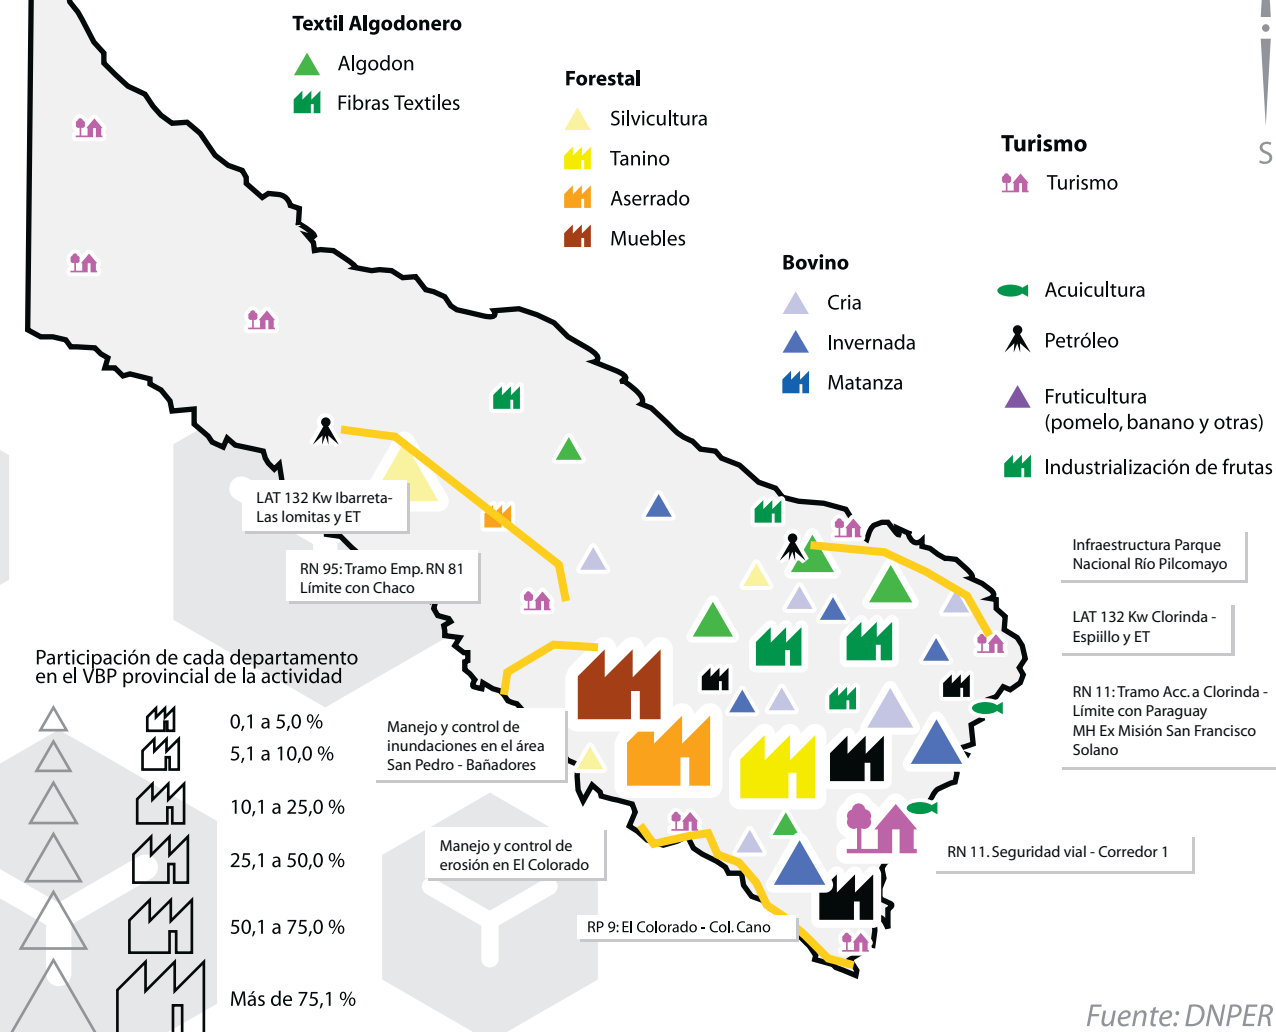 Textil Algodonero
Algodon
Fibras Textiles
Forestal
Silvicultura
Tanino
Aserrado
Muebles
Bovino
Cria
Invernada
Matanza
Turismo
Turismo
S
Acuicultura
Petróleo
Fruticultura
(pomelo, banano y otras)
Industrialización de frutas
LAT 132 Kw Ibarreta-
Las lomitas y ET
RN 95: Tramo Emp. RN 81
Límite con Chaco
Infraestructura Parque
Nacional Río Pilcomayo
LAT 132 Kw Clorinda -
Espiillo y ET
RN 11: Tramo Acc. a Clorinda -
Límite con Paraguay
MH Ex Misión San Francisco
Solano
Manejo y control de
inundaciones en el área
San Pedro - Bañadores
Manejo y control de
erosión en El Colorado
RN 11. Seguridad vial - Corredor 1
RP 9: El Colorado - Col. Cano
Participación de cada departamento
en el VBP provincial de la actividad
0,1 a 5,0 %
5,1 a 10,0 %
10,1 a 25,0 %
25,1 a 50,0 %
50,1 a 75,0 %
Más de 75,1 %
Fuente: DNPER